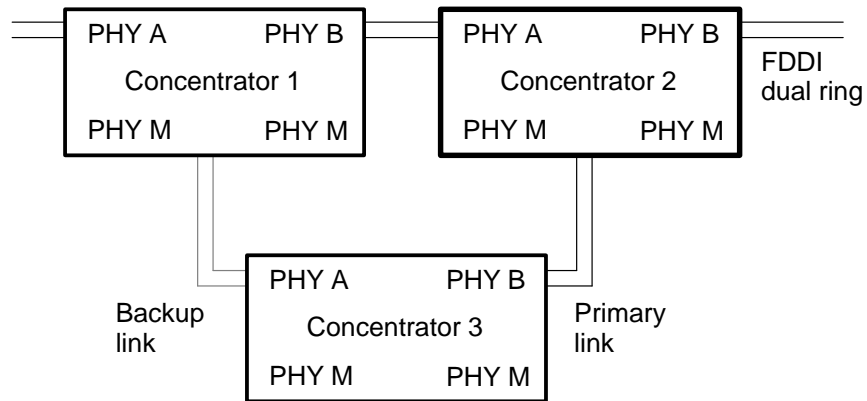 PHY A PHY B PHY A PHY B
Concentrator 1 Concentrator 2
FDDI
dual ring
PHY M PHY M PHY M PHY M
PHY A PHY B
Backup
link
Concentrator 3
Primary
link
PHY M PHY M